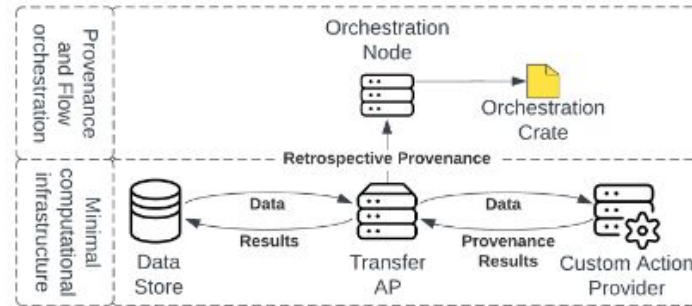 Provenance
and Flow
orchestration
Orchestration
Node
Orchestration
Crate
Retrospective Provenance
Minimal
computational
infrastructure
Data
Results
Data
Provenance
Results
Data
Store
Transfer
AP
Custom Action
Provider